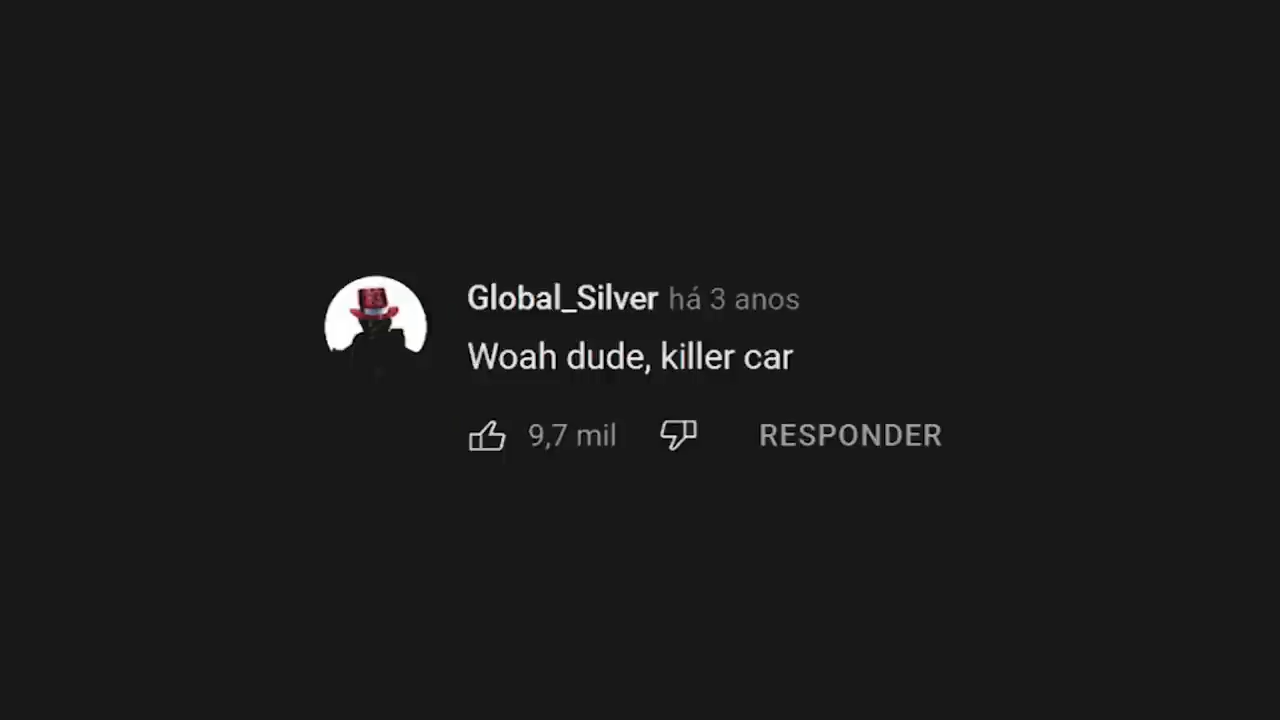 Global_Silver há 3 anos
Woah dude, killer car
9,7 mil RESPONDER